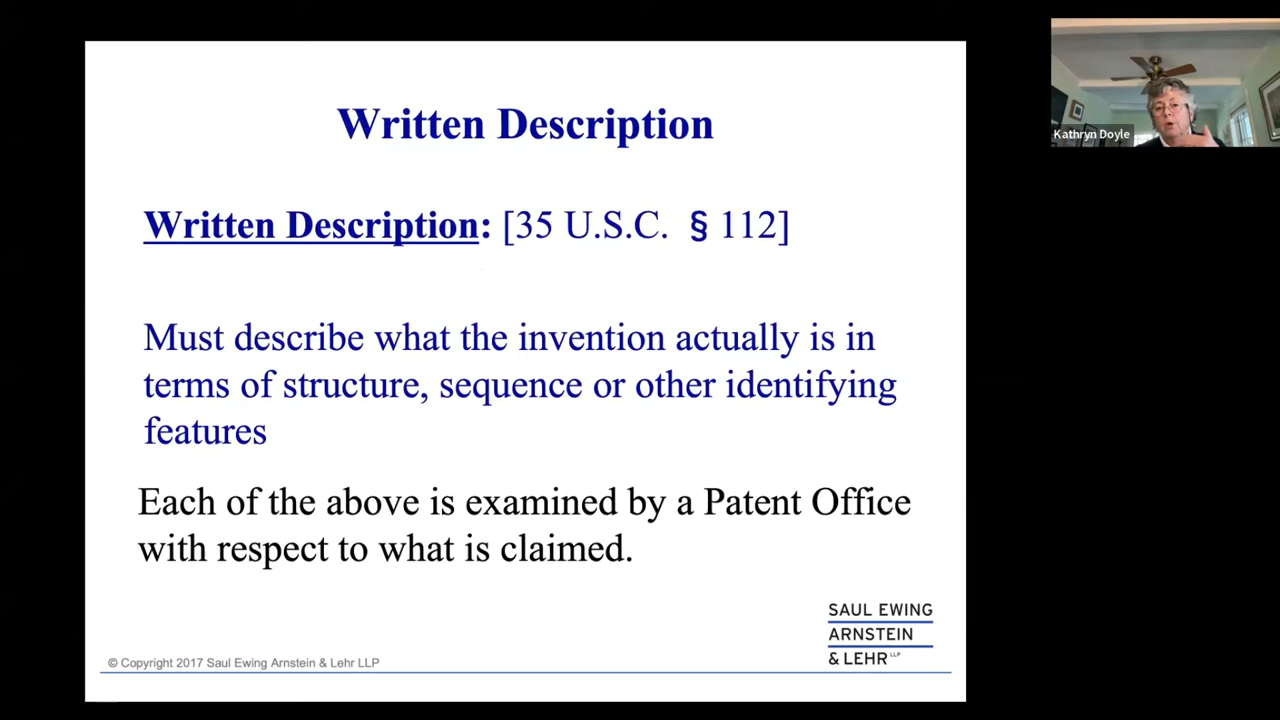 Written Description
Kathryn Doyle
Written Description: [35 U.S.C. § 112]
Must describe what the invention actually is in
terms of structure, sequence or other identifying
features
Each of the above is examined by a Patent Office
with respect to what is claimed.
SAUL EWING
ARNSTEIN
& LEHR LLP
© Copyright 2017 Saul Ewing Arnstein & Lehr LLP